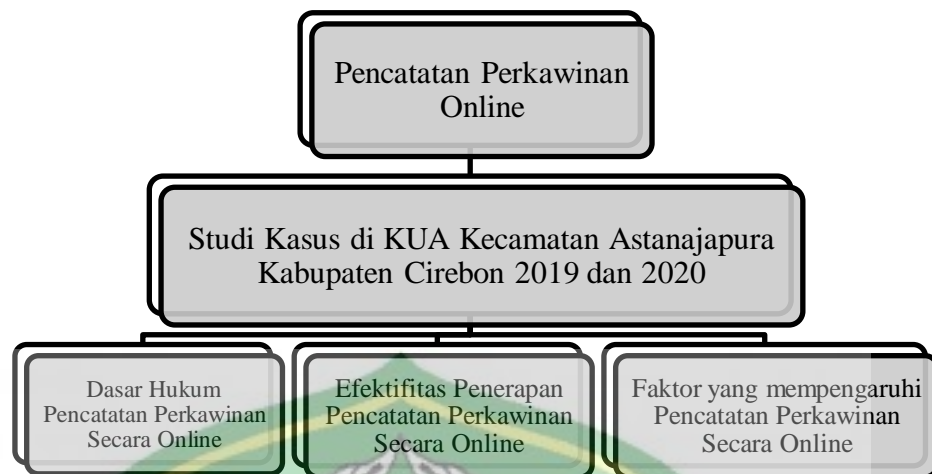 Pencatatan Perkawinan
Online
Studi Kasus di KUA Kecamatan Astanajapura
Kabupaten Cirebon 2019 dan 2020
Dasar Hukum
Pencatatan Perkawinan
Secara Online
Efektifitas Penerapan
Pencatatan Perkawinan
Secara Online
Faktor yang mempengaruhi
Pencatatan Perkawinan
Secara Online